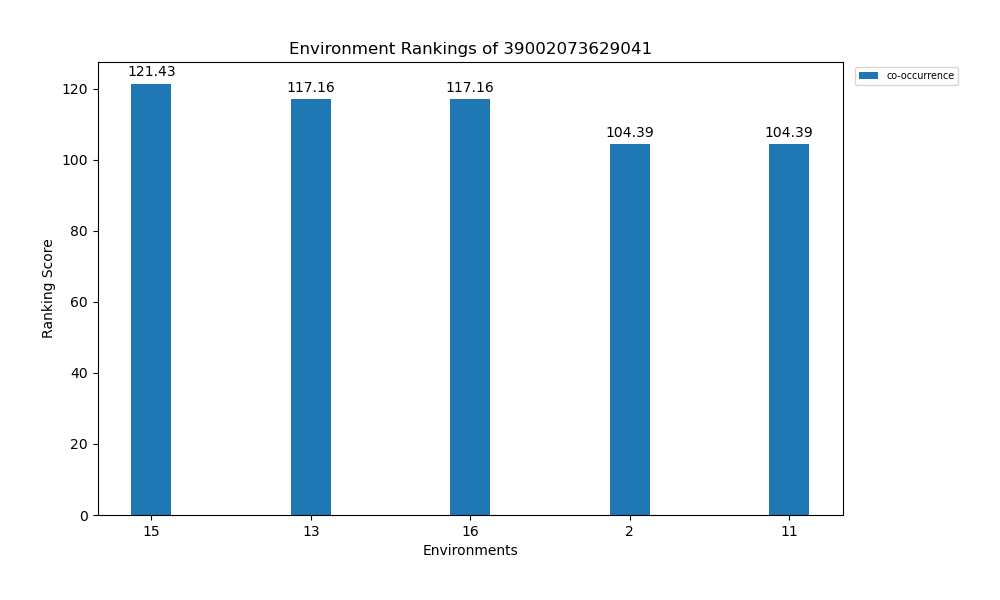 Environment Rankings of 39002073629041
co-occurrence
121.43
117.16
117.16
104.39
104.39
120
100
80
60
40
20
0
Ranking Score
15 13 16 2 11
Environments